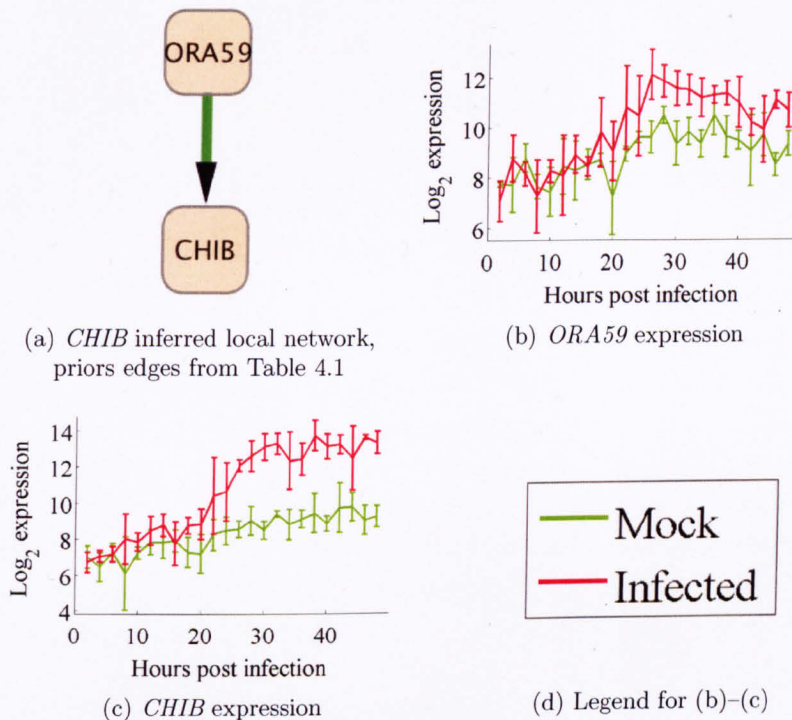 ORA59
CHIB
(a) CHIB inferred local network,
priors edges from Table 4.1
Log2 expression
12
10
8
6
0 10 20 30 40
Hours post infection
(b) ORA59 expression
Log2 expression
14
12
10
8
6
4
0 10 20 30 40
Hours post infection
(c) CHIB expression
Mock
Infected
(d) Legend for (b)–(c)